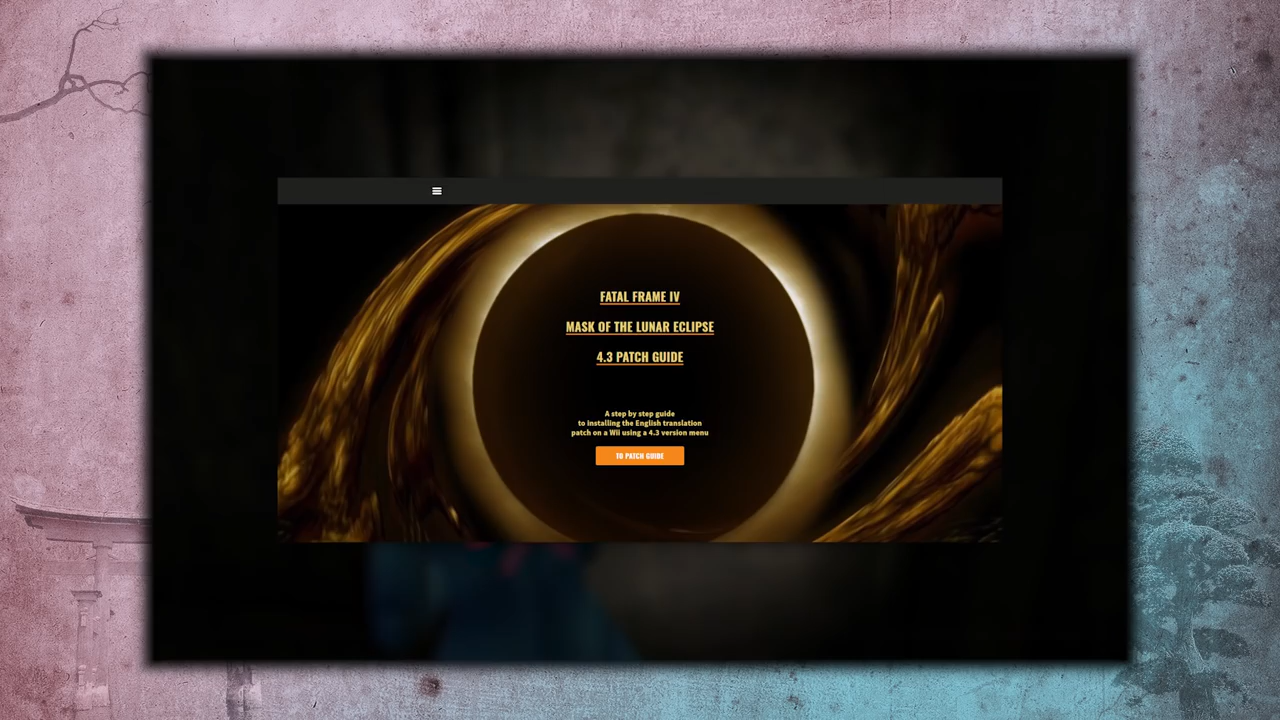 FATAL FRAME IV
MASK OF THE LUNAR ECLIPSE
4.3 PATCH GUIDE
A step by step guide
to installing the English translation
patch on a Wii using a 4.3 version menu
TO PATCH GUIDE